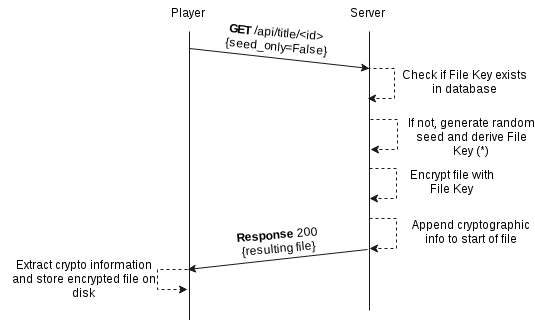 Player
Server
GET /api/title/<id>
{seed_only=False}
Check if File Key exists
in database
If not, generate random
seed and derive File
Key (*)
Encrypt file with
File Key
Append cryptographic
info to start of file
Response 200
{resulting file}
Extract crypto information
and store encrypted file on
disk